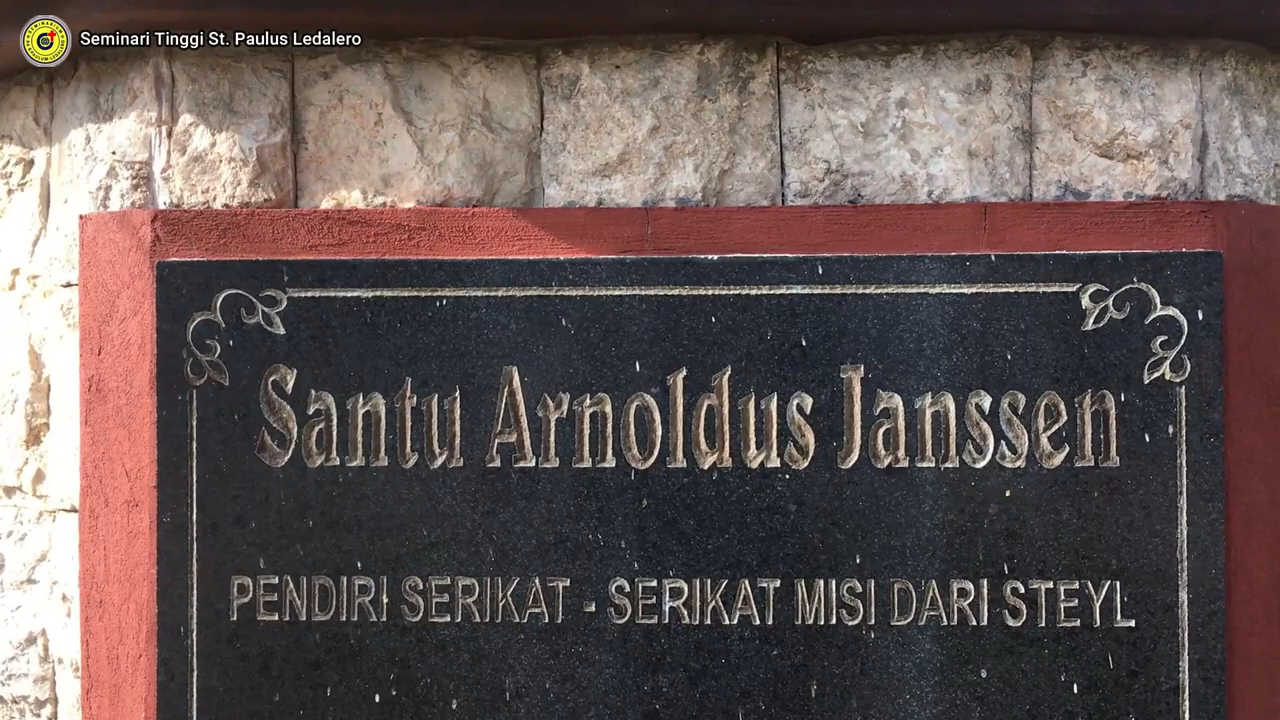 Seminari Tinggi St. Paulus Ledalero
Santu Arnoldus Janssen
PENDIRI SERIKAT - SERIKAT MISI DARI STEYL